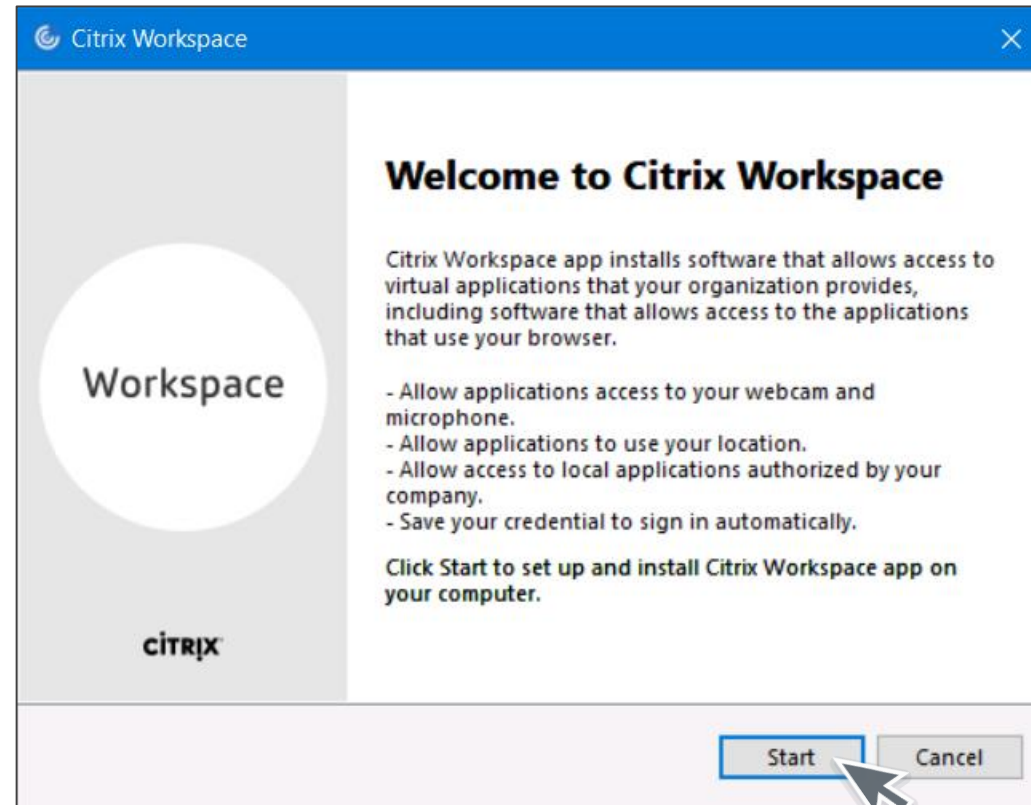 Citrix Workspace
Welcome to Citrix Workspace
Citrix Workspace app installs software that allows access to
virtual applications that your organization provides,
including software that allows access to the applications
that use your browser.
Workspace
- Allow applications access to your webcam and
microphone.
- Allow applications to use your location.
- Allow access to local applications authorized by your
company.
- Save your credential to sign in automatically.
Click Start to set up and install Citrix Workspace app on
your computer.
citrix
Start Cancel